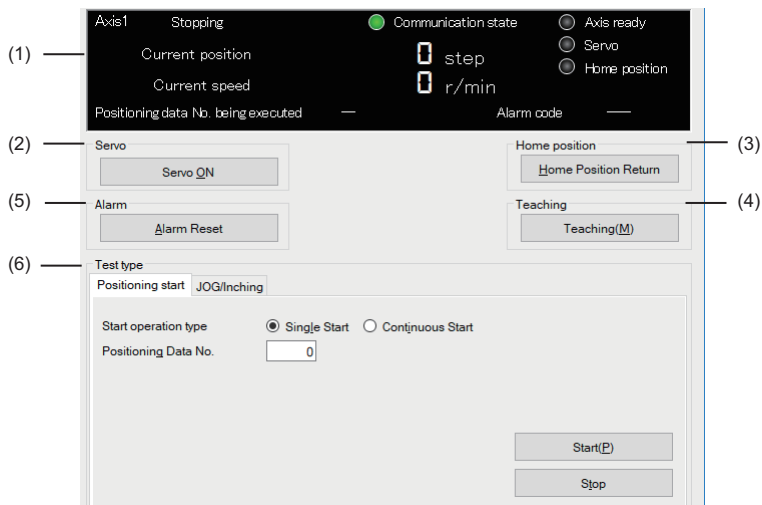 Axis1 Stopping Communication state Axis ready
Servo
(1) Current position 0 step
Home position
Current speed 0 r/min
Positioning data No. being executed — Alarm code —
(2) Servo Home position (3)
Servo ON Home Position Return
(5) Alarm Teaching (4)
Alarm Reset Teaching(M)
(6) Test type
Positioning start JOG/Inching
Start operation type Single Start Continuous Start
Positioning Data No. 0
Start(P)
Stop